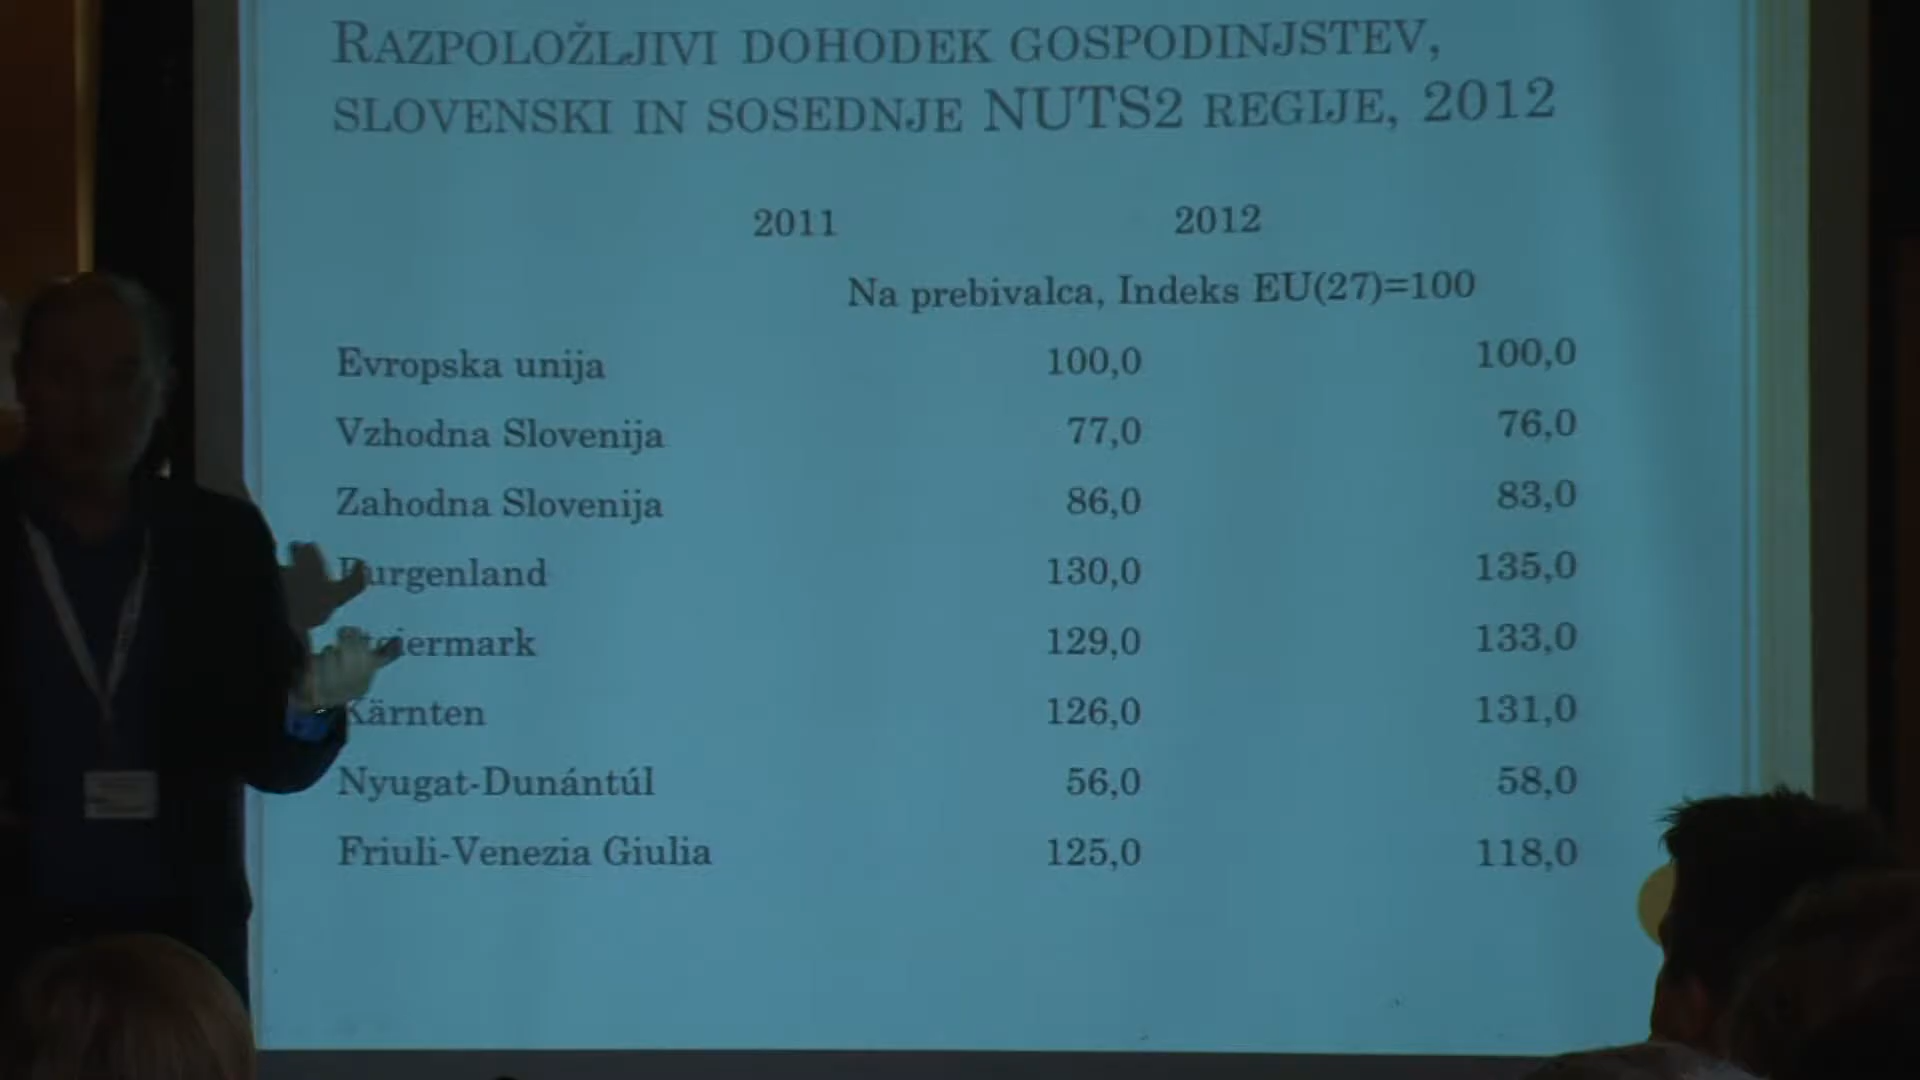 RAZPOLOŽLJIVI DOHODEK GOSPODINJSTEV,
SLOVENSKI IN SOSEDNJE NUTS2 REGIJE, 2012
2011 2012
Na prebivalca, Indeks EU(27)=100
Evropska unija 100,0 100,0
Vzhodna Slovenija 77,0 76,0
Zahodna Slovenija 86,0 83,0
Burgenland 130,0 135,0
Steiermark 129,0 133,0
Kärnten 126,0 131,0
Nyugat-Dunántúl 56,0 58,0
Friuli-Venezia Giulia 125,0 118,0